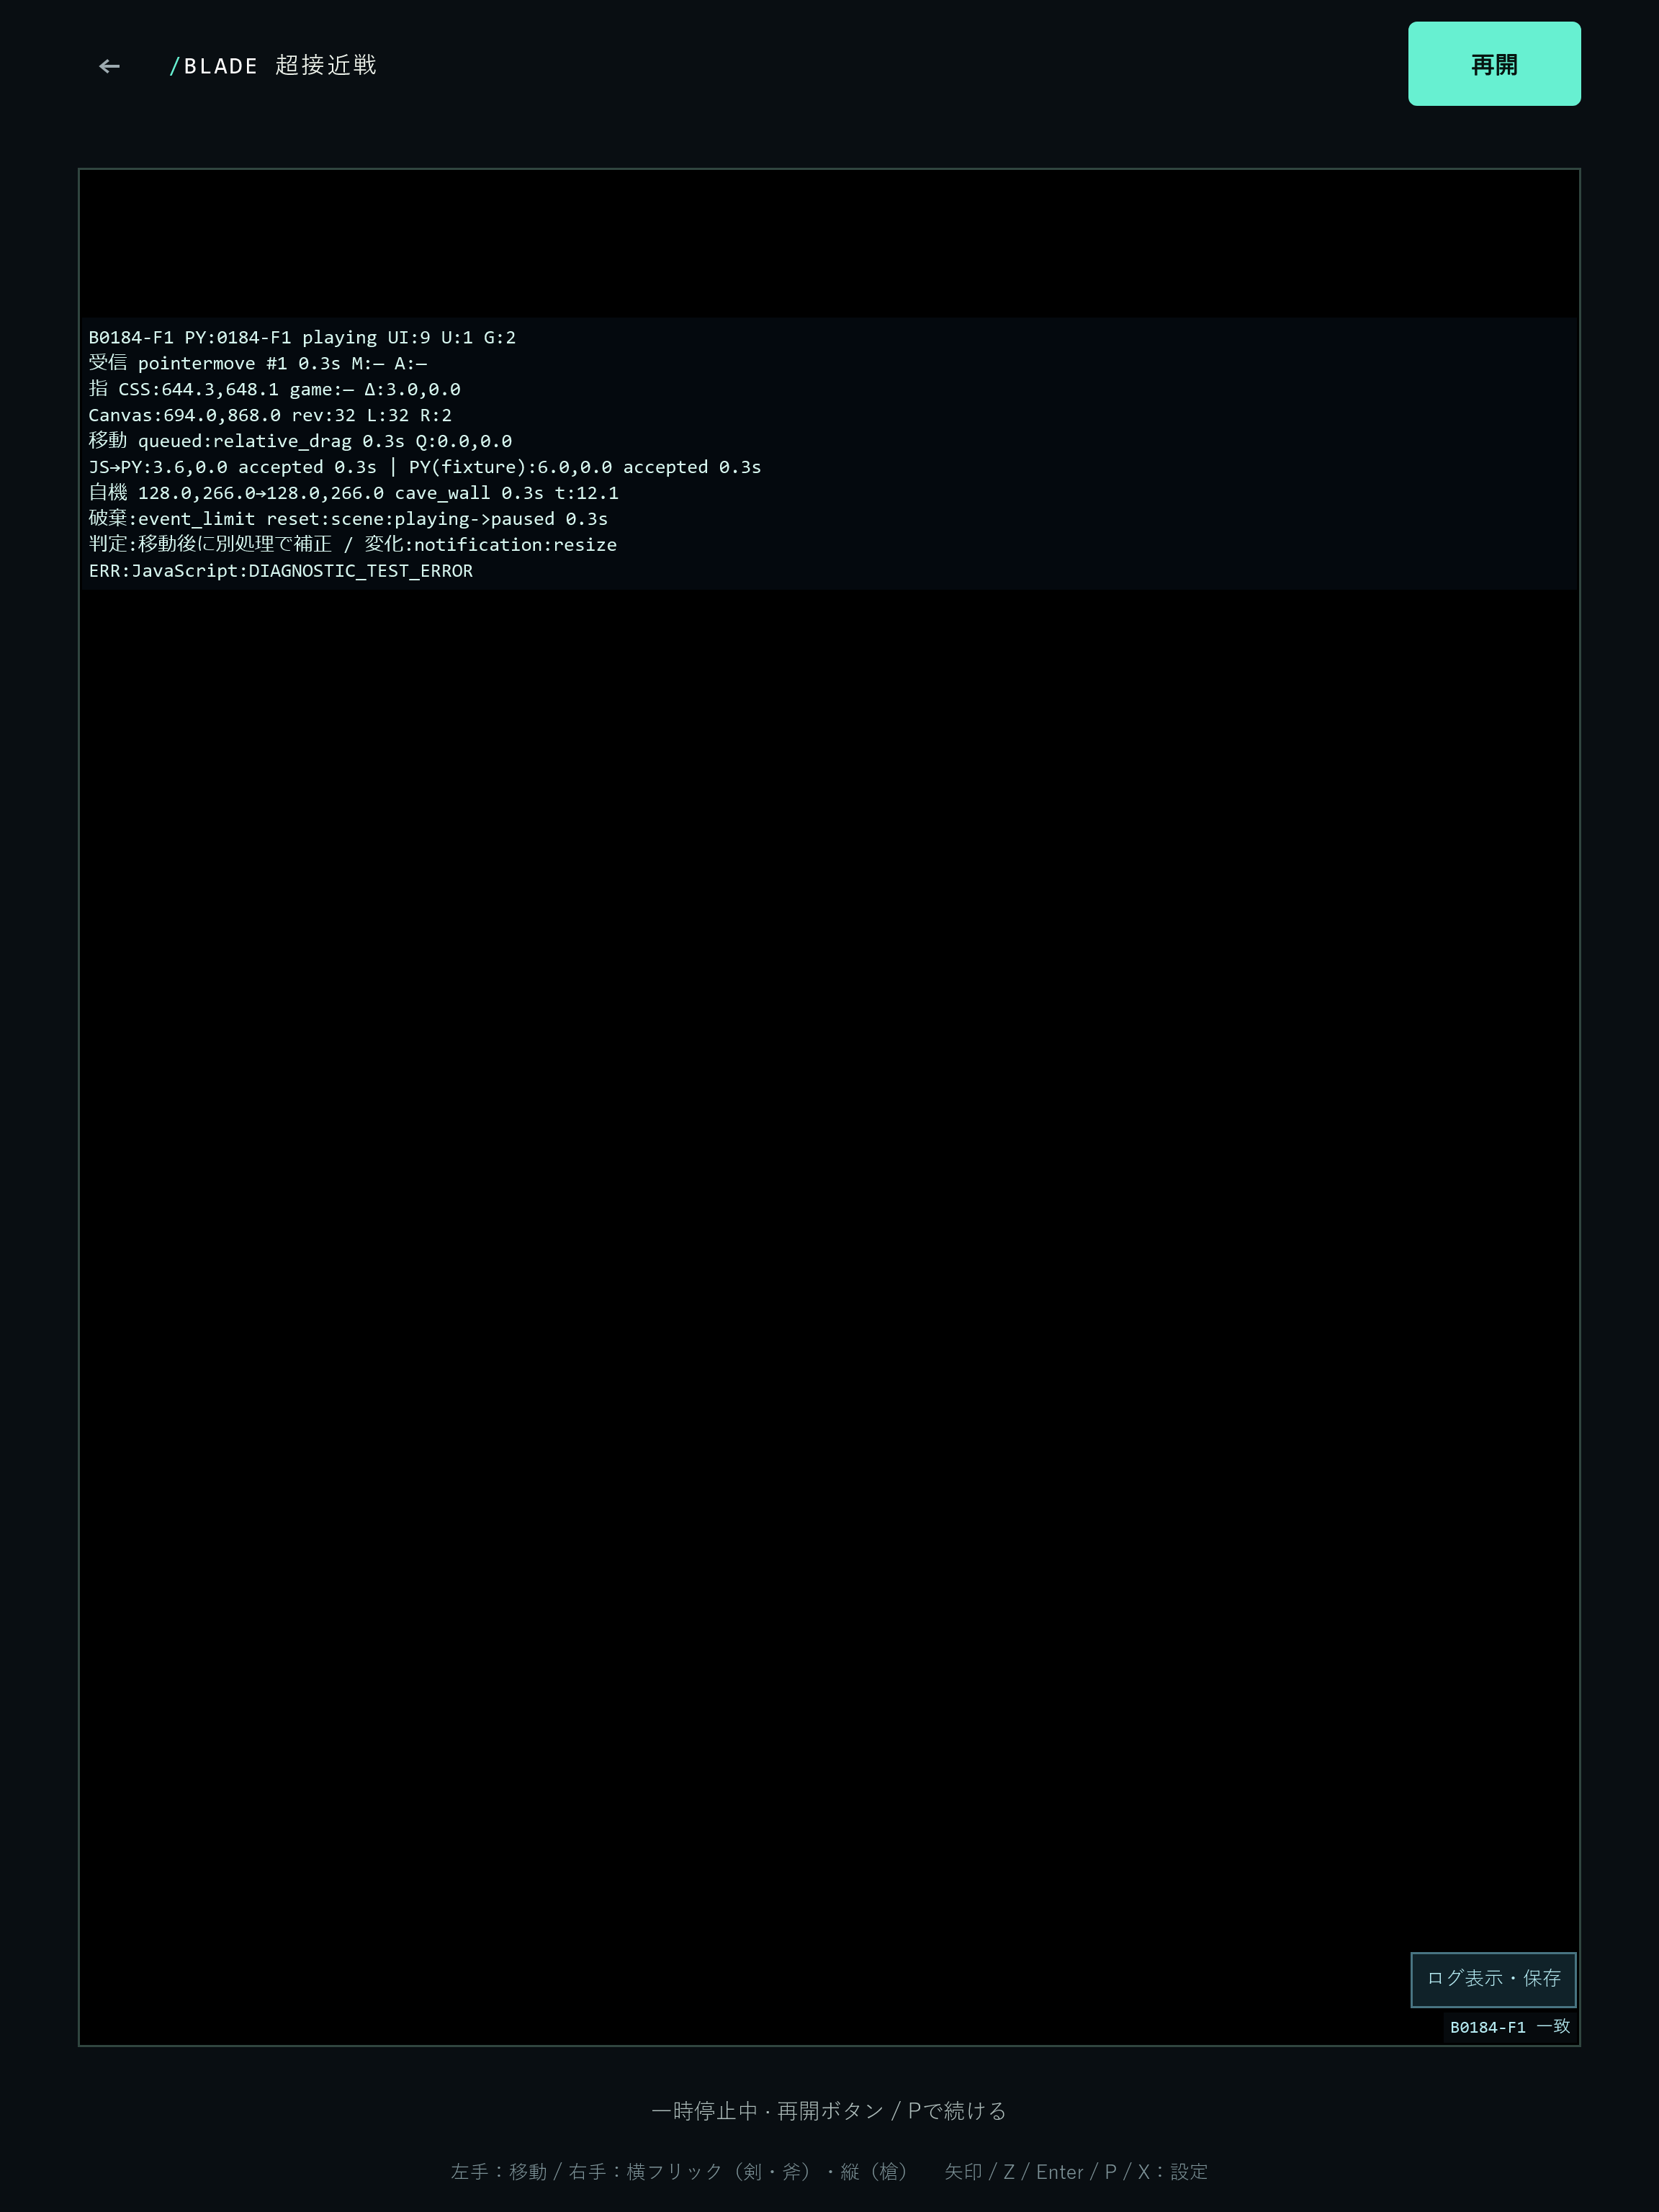 ← /BLADE 超接近戦
再開
B0184-F1 PY:0184-F1 playing UI:9 U:1 G:2
受信 pointermove #1 0.3s M:— A:—
指 CSS:644.3,648.1 game:— Δ:3.0,0.0
Canvas:694.0,868.0 rev:32 L:32 R:2
移動 queued:relative_drag 0.3s Q:0.0,0.0
JS→PY:3.6,0.0 accepted 0.3s | PY(fixture):6.0,0.0 accepted 0.3s
自機 128.0,266.0→128.0,266.0 cave_wall 0.3s t:12.1
破棄:event_limit reset:scene:playing->paused 0.3s
判定:移動後に別処理で補正 / 変化:notification:resize
ERR:JavaScript:DIAGNOSTIC_TEST_ERROR
ログ表示・保存
B0184-F1 一致
一時停止中 · 再開ボタン / Pで続ける
左手：移動 / 右手：横フリック（剣・斧）・縦（槍）　矢印 / Z / Enter / P / X：設定